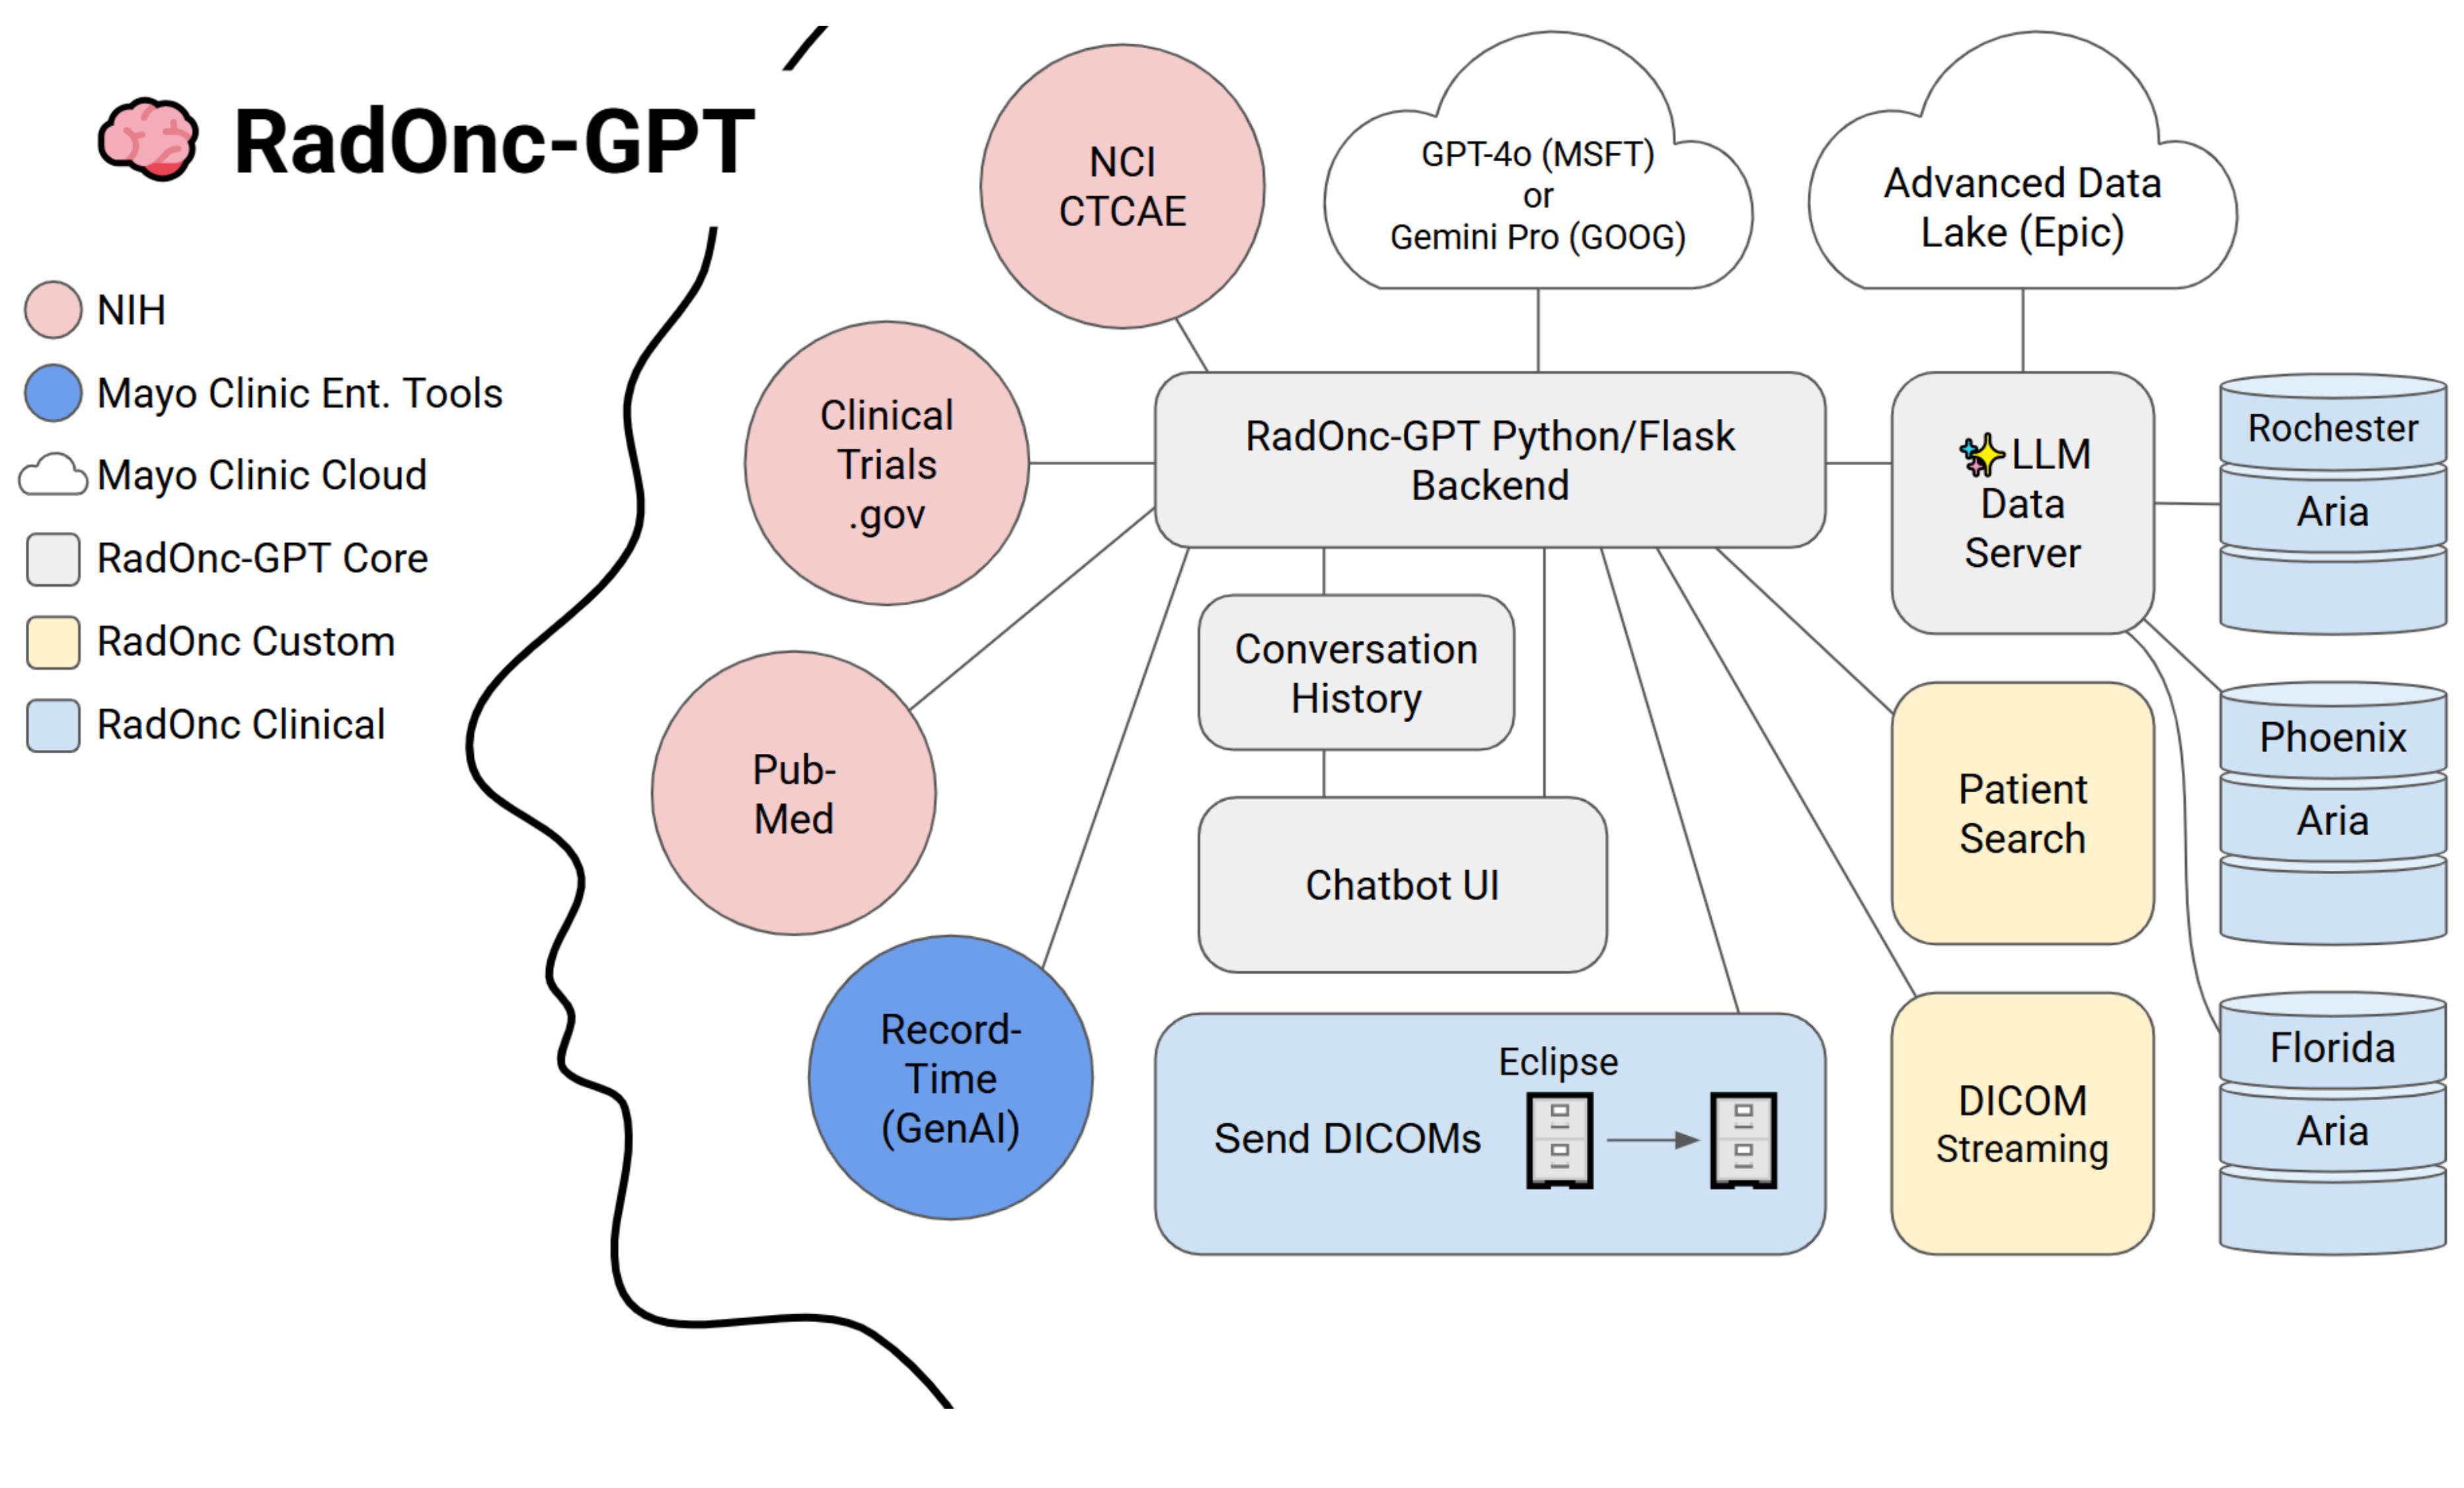 RadOnc-GPT
NIH
Mayo Clinic Ent. Tools
Mayo Clinic Cloud
RadOnc-GPT Core
RadOnc Custom
RadOnc Clinical
NCI
CTCAE
GPT-4o (MSFT)
or
Gemini Pro (GOOG)
Advanced Data
Lake (Epic)
Clinical
Trials
.gov
RadOnc-GPT Python/Flask
Backend
LLM
Data
Server
Rochester
Aria
Conversation
History
Pub-
Med
Chatbot UI
Patient
Search
Phoenix
Aria
Record-
Time
(GenAI)
Eclipse
Send DICOMs
DICOM
Streaming
Florida
Aria